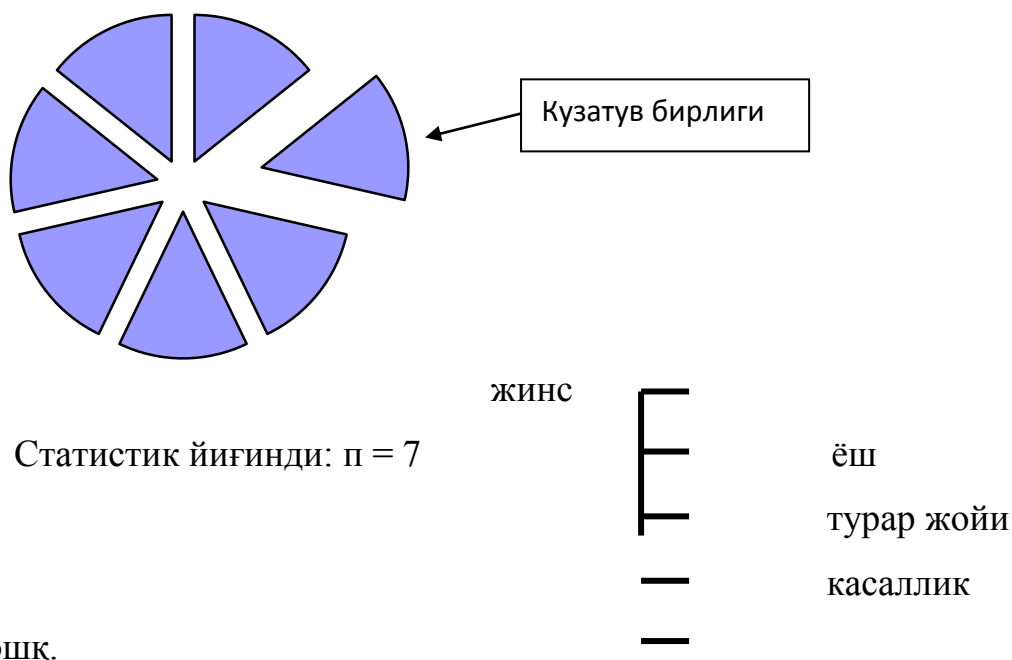 Кузатув бирлиги
жинс
Статистик йиғинди: п = 7
ёш
турар жойи
касаллик